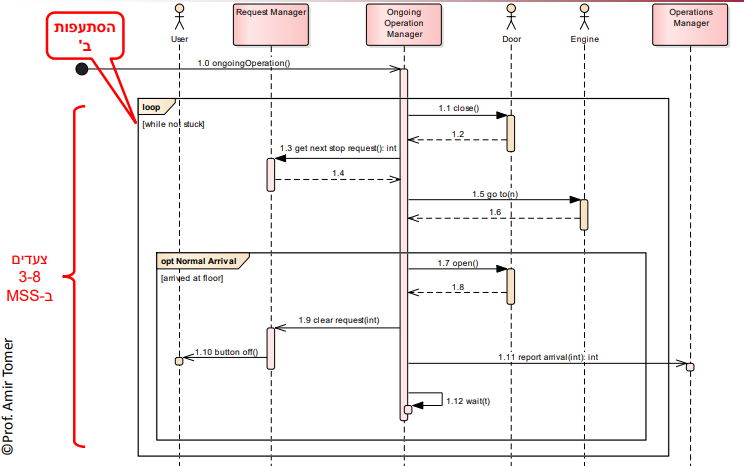 הסתעפות
ב'
User
Request Manager
Ongoing
Operation
Manager
Door
Engine
Operations
Manager
1.0 ongoingOperation()
loop
[while not stuck]
1.1 close()
1.2
1.3 get next stop request(): int
1.4
1.5 go to(n)
1.6
opt Normal Arrival
[arrived at floor]
1.7 open()
1.8
1.9 clear request(int)
1.10 button off()
1.11 report arrival(int): int
1.12 wait(t)
צעדים
3-8
ב-MSS
©Prof. Amir Tomer